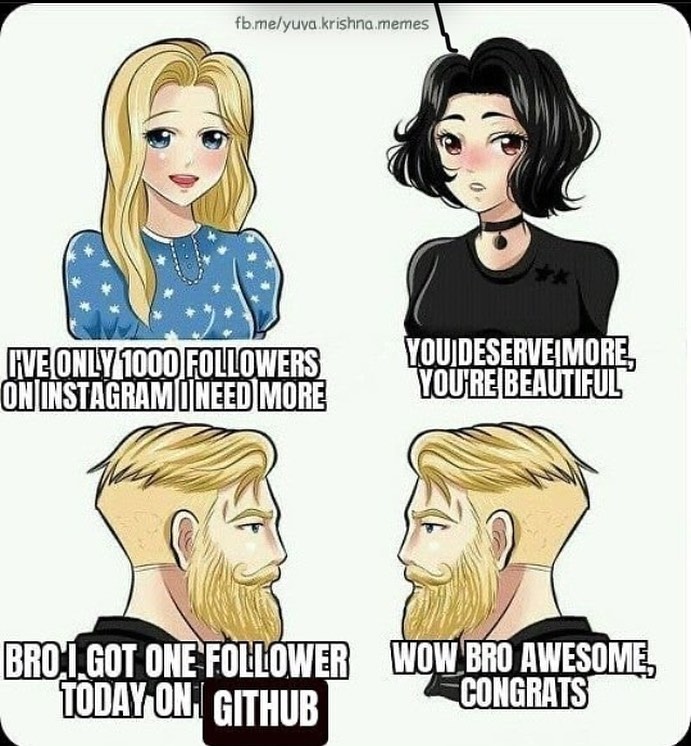 fb.me/yuva.krishna.memes
I'VE ONLY 1000 FOLLOWERS
ON INSTAGRAM I NEED MORE
YOU DESERVE MORE,
YOU'RE BEAUTIFUL
BRO I GOT ONE FOLLOWER
TODAY ON GITHUB
WOW BRO AWESOME,
CONGRATS